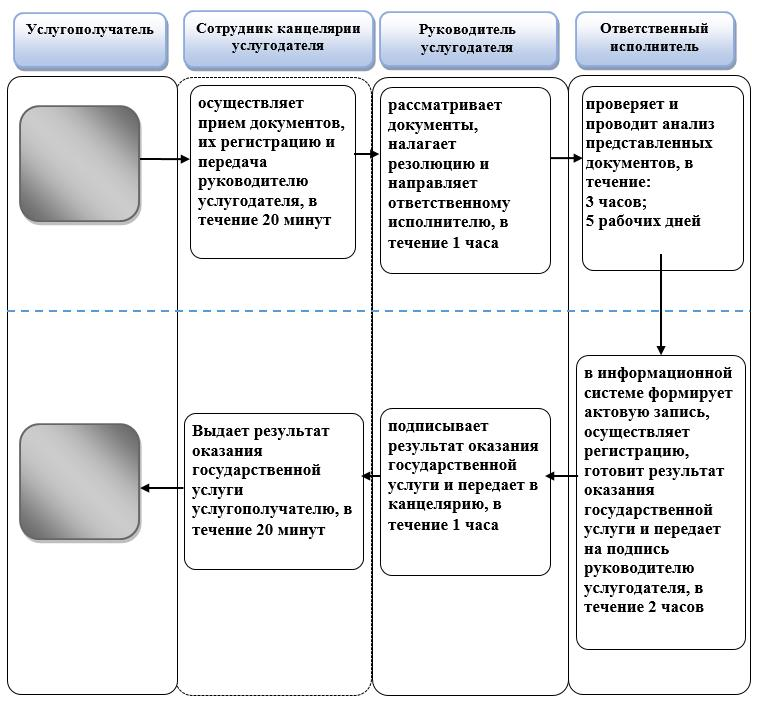 Услугополучатель
Сотрудник канцелярии
услугодателя
Руководитель
услугодателя
Ответственный
исполнитель
осуществляет
прием документов,
их регистрацию и
передача
руководителю
услугодателя, в
течение 20 минут
рассматривает
документы,
налагает
резолюцию и
направляет
ответственному
исполнителю, в
течение 1 часа
проверяет и
проводит анализ
представленных
документов, в
течение:
3 часов;
5 рабочих дней
в информационной
системе формирует
актовую запись,
осуществляет
регистрацию,
готовит результат
оказания
государственной
услуги и передает
на подпись
руководителю
услугодателя, в
течение 2 часов
подписывает
результат оказания
государственной
услуги и передает в
канцелярию, в
течение 1 часа
Выдает результат
оказания
государственной
услуги
услугополучателю, в
течение 20 минут